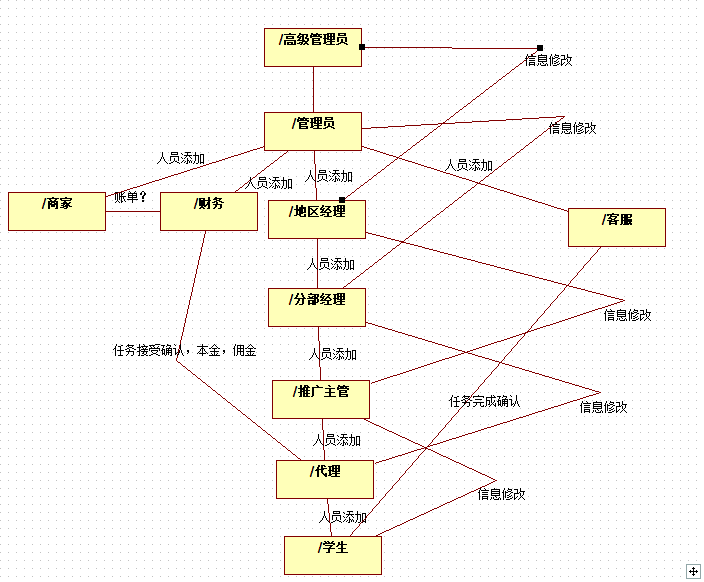 /高级管理员
信息修改
/管理员
信息修改
人员添加
人员添加
人员添加
人员添加
账单？
/商家
/财务
/地区经理
/客服
人员添加
/分部经理
信息修改
任务接受确认，本金，佣金
人员添加
/推广主管
任务完成确认
信息修改
人员添加
/代理
信息修改
人员添加
/学生